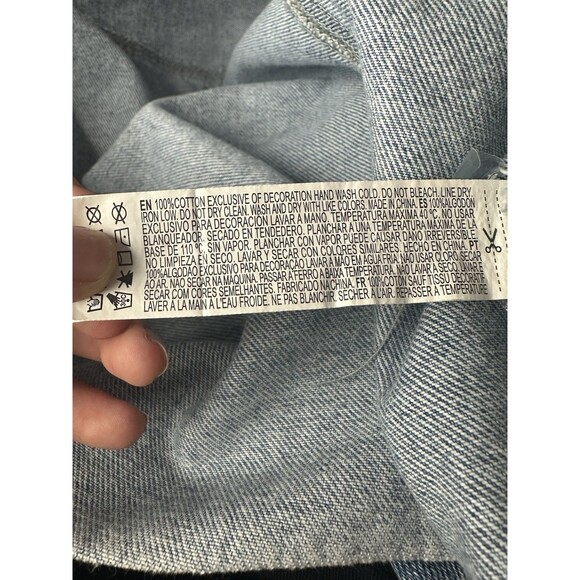 EN 100%COTTON EXCLUSIVE OF DECORATION HAND WASH COLD. DO NOT BLEACH. LINE DRY.
IRON LOW. DO NOT DRY CLEAN. WASH AND DRY WITH LIKE COLORS. MADE IN CHINA. ES 100%ALGODÓN
EXCLUSIVO PARA DECORACIÓN LAVAR A MANO. TEMPERATURA MÁXIMA 40 ºC. NO USAR
BLANQUEADOR. SECADO EN TENDEDERO. PLANCHAR A UNA TEMPERATURA MÁXIMA DE LA
BASE DE 110 ºC SIN VAPOR. PLANCHAR CON VAPOR PUEDE CAUSAR DAÑO IRREVERSIBLE.
NO LIMPIEZA EN SECO. LAVAR Y SECAR CON COLORES SIMILARES. HECHO EN CHINA. PT
100%ALGODÃO EXCLUSIVO PARA DECORAÇÃO LAVAR À MÃO EM ÁGUA FRIA. NÃO USAR CLORO. SECAR
AO AR. NÃO SECAR NA MÁQUINA. PASSAR A FERRO A BAIXA TEMPERATURA. NÃO LAVAR A SECO. LAVAR E
SECAR COM CORES SEMELHANTES. FABRICADO NA CHINA. FR 100%COTON SAUF TISSU DÉCORATIF
LAVER À LA MAIN À L'EAU FROIDE. NE PAS BLANCHIR. SÉCHER À L'AIR. REPASSER À TEMPÉRATURE